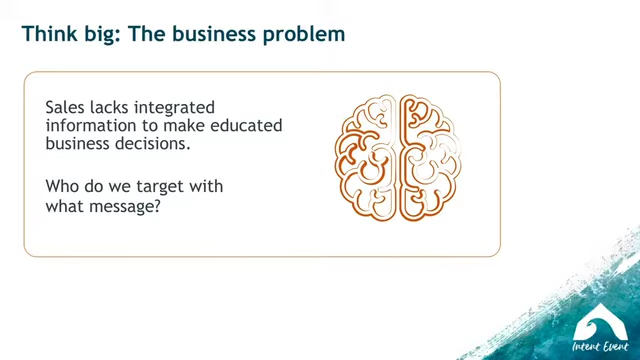 Think big: The business problem
Sales lacks integrated
information to make educated
business decisions.
Who do we target with
what message?
Intent Event